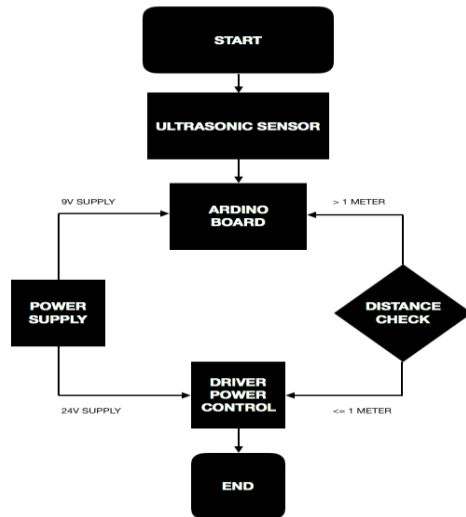 START
ULTRASONIC SENSOR
9V SUPPLY
ARDINO
BOARD
> 1 METER
POWER
SUPPLY
DISTANCE
CHECK
24V SUPPLY
DRIVER
POWER
CONTROL
<= 1 METER
END